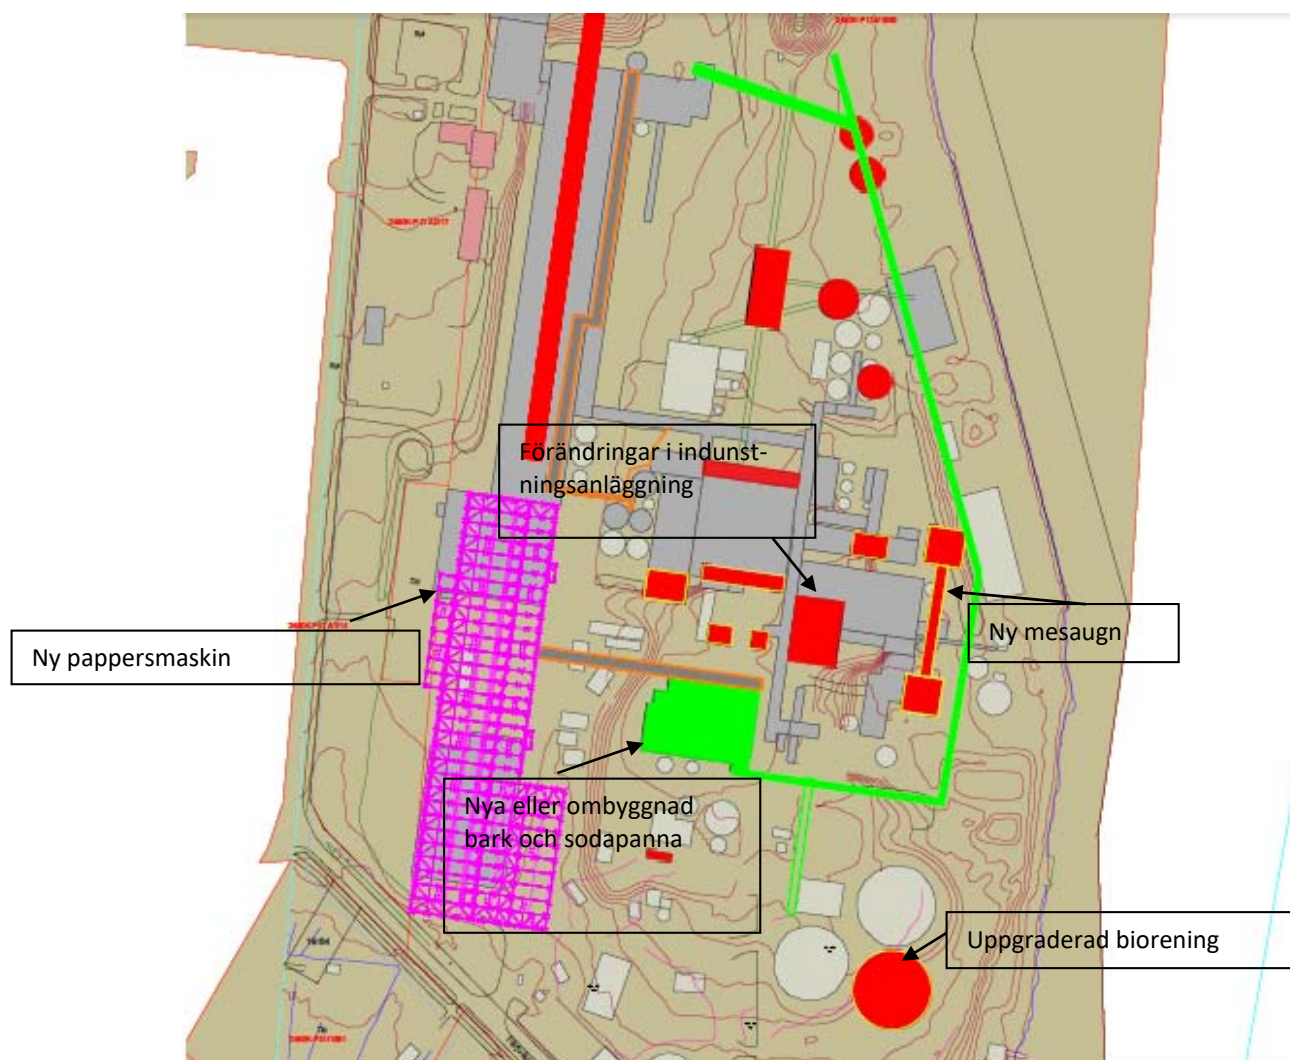 Förändringar i indunst-
ningsanläggning
Ny pappersmaskin
Ny mesaugn
Nya eller ombyggnad
bark och sodapanna
Uppgraderad biorening